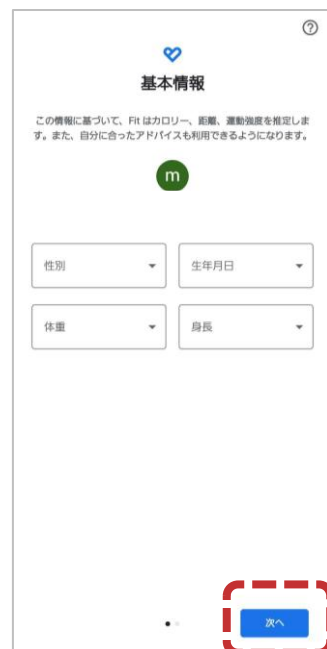 基本情報
この情報に基づいて、Fit はカロリー、距離、運動強度を推定しま
す。また、自分に合ったアドバイスも利用できるようになります。
m
性別
生年月日
体重
身長
次へ